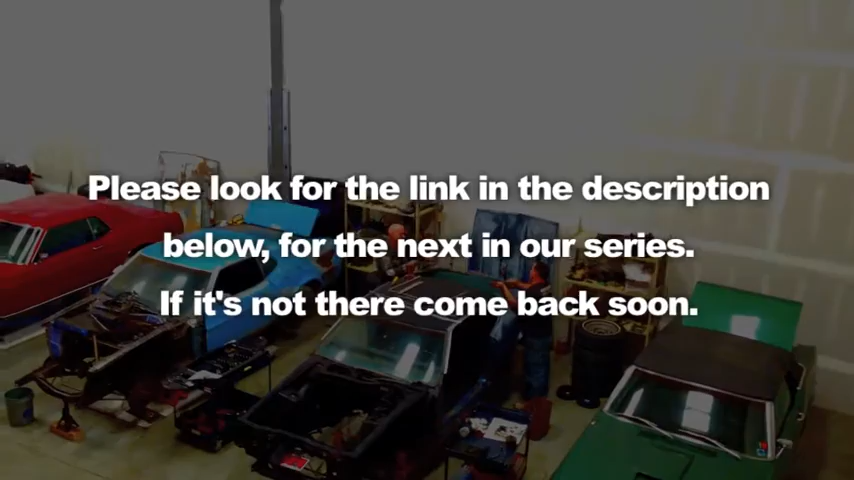 Please look for the link in the description
below, for the next in our series.
If it's not there come back soon.